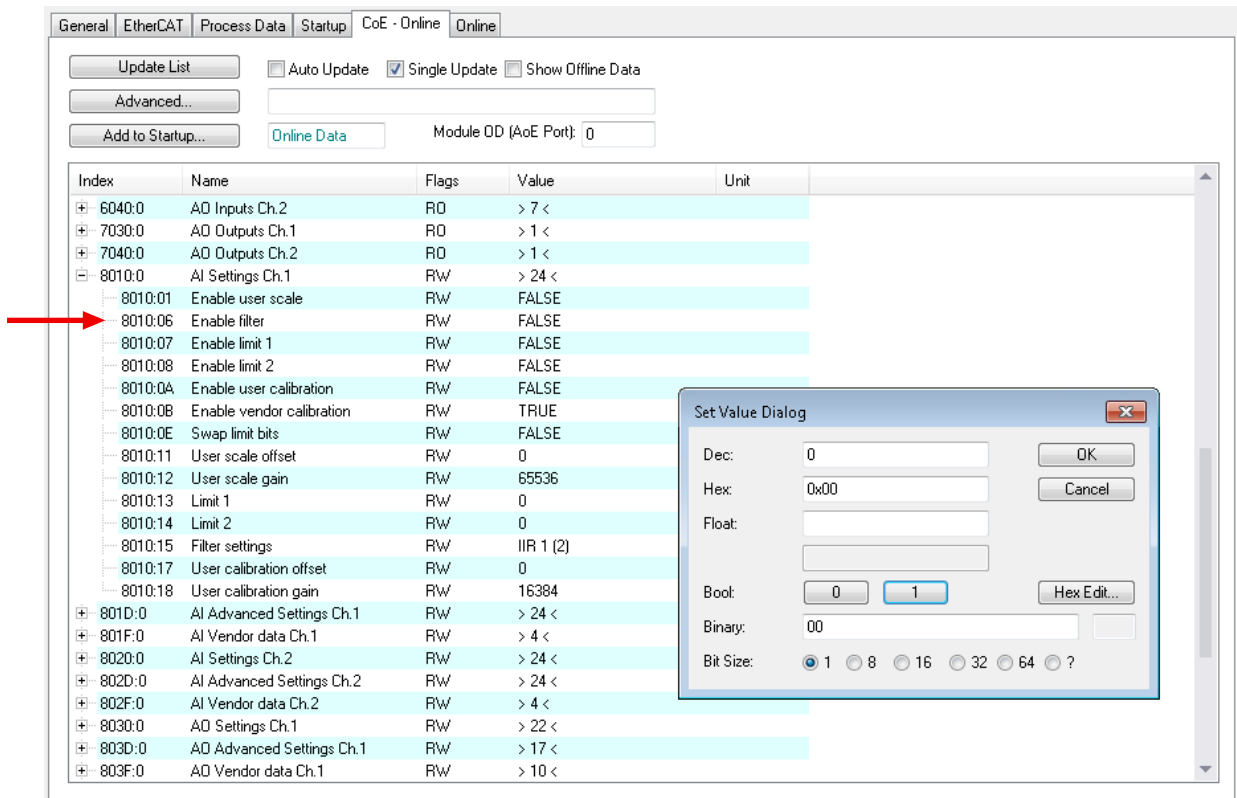 General EtherCAT Process Data Startup CoE - Online Online
Update List Auto Update Single Update Show Offline Data
Advanced...
Add to Startup... Online Data Module OD (AoE Port): 0
Index Name Flags Value Unit
6040:0 AO Inputs Ch.2 RO > 7 <
7030:0 AO Outputs Ch.1 RO > 1 <
7040:0 AO Outputs Ch.2 RO > 1 <
8010:0 AI Settings Ch.1 RW > 24 <
8010:01 Enable user scale RW FALSE
8010:06 Enable filter RW FALSE
8010:07 Enable limit 1 RW FALSE
8010:08 Enable limit 2 RW FALSE
8010:0A Enable user calibration RW FALSE
8010:0B Enable vendor calibration RW TRUE
8010:0E Swap limit bits RW FALSE
8010:11 User scale offset RW 0
8010:12 User scale gain RW 65536
8010:13 Limit 1 RW 0
8010:14 Limit 2 RW 0
8010:15 Filter settings RW IIR 1 (2)
8010:17 User calibration offset RW 0
8010:18 User calibration gain RW 16384
801D:0 AI Advanced Settings Ch.1 RW > 24 <
801F:0 AI Vendor data Ch.1 RW > 4 <
8020:0 AI Settings Ch.2 RW > 24 <
802D:0 AI Advanced Settings Ch.2 RW > 24 <
802F:0 AI Vendor data Ch.2 RW > 4 <
8030:0 AO Settings Ch.1 RW > 22 <
803D:0 AO Advanced Settings Ch.1 RW > 17 <
803F:0 AO Vendor data Ch.1 RW > 10 <
Set Value Dialog
Dec: 0 OK
Hex: 0x00 Cancel
Float:
Bool: 0 1 Hex Edit...
Binary: 00
Bit Size: 1 8 16 32 64 ?